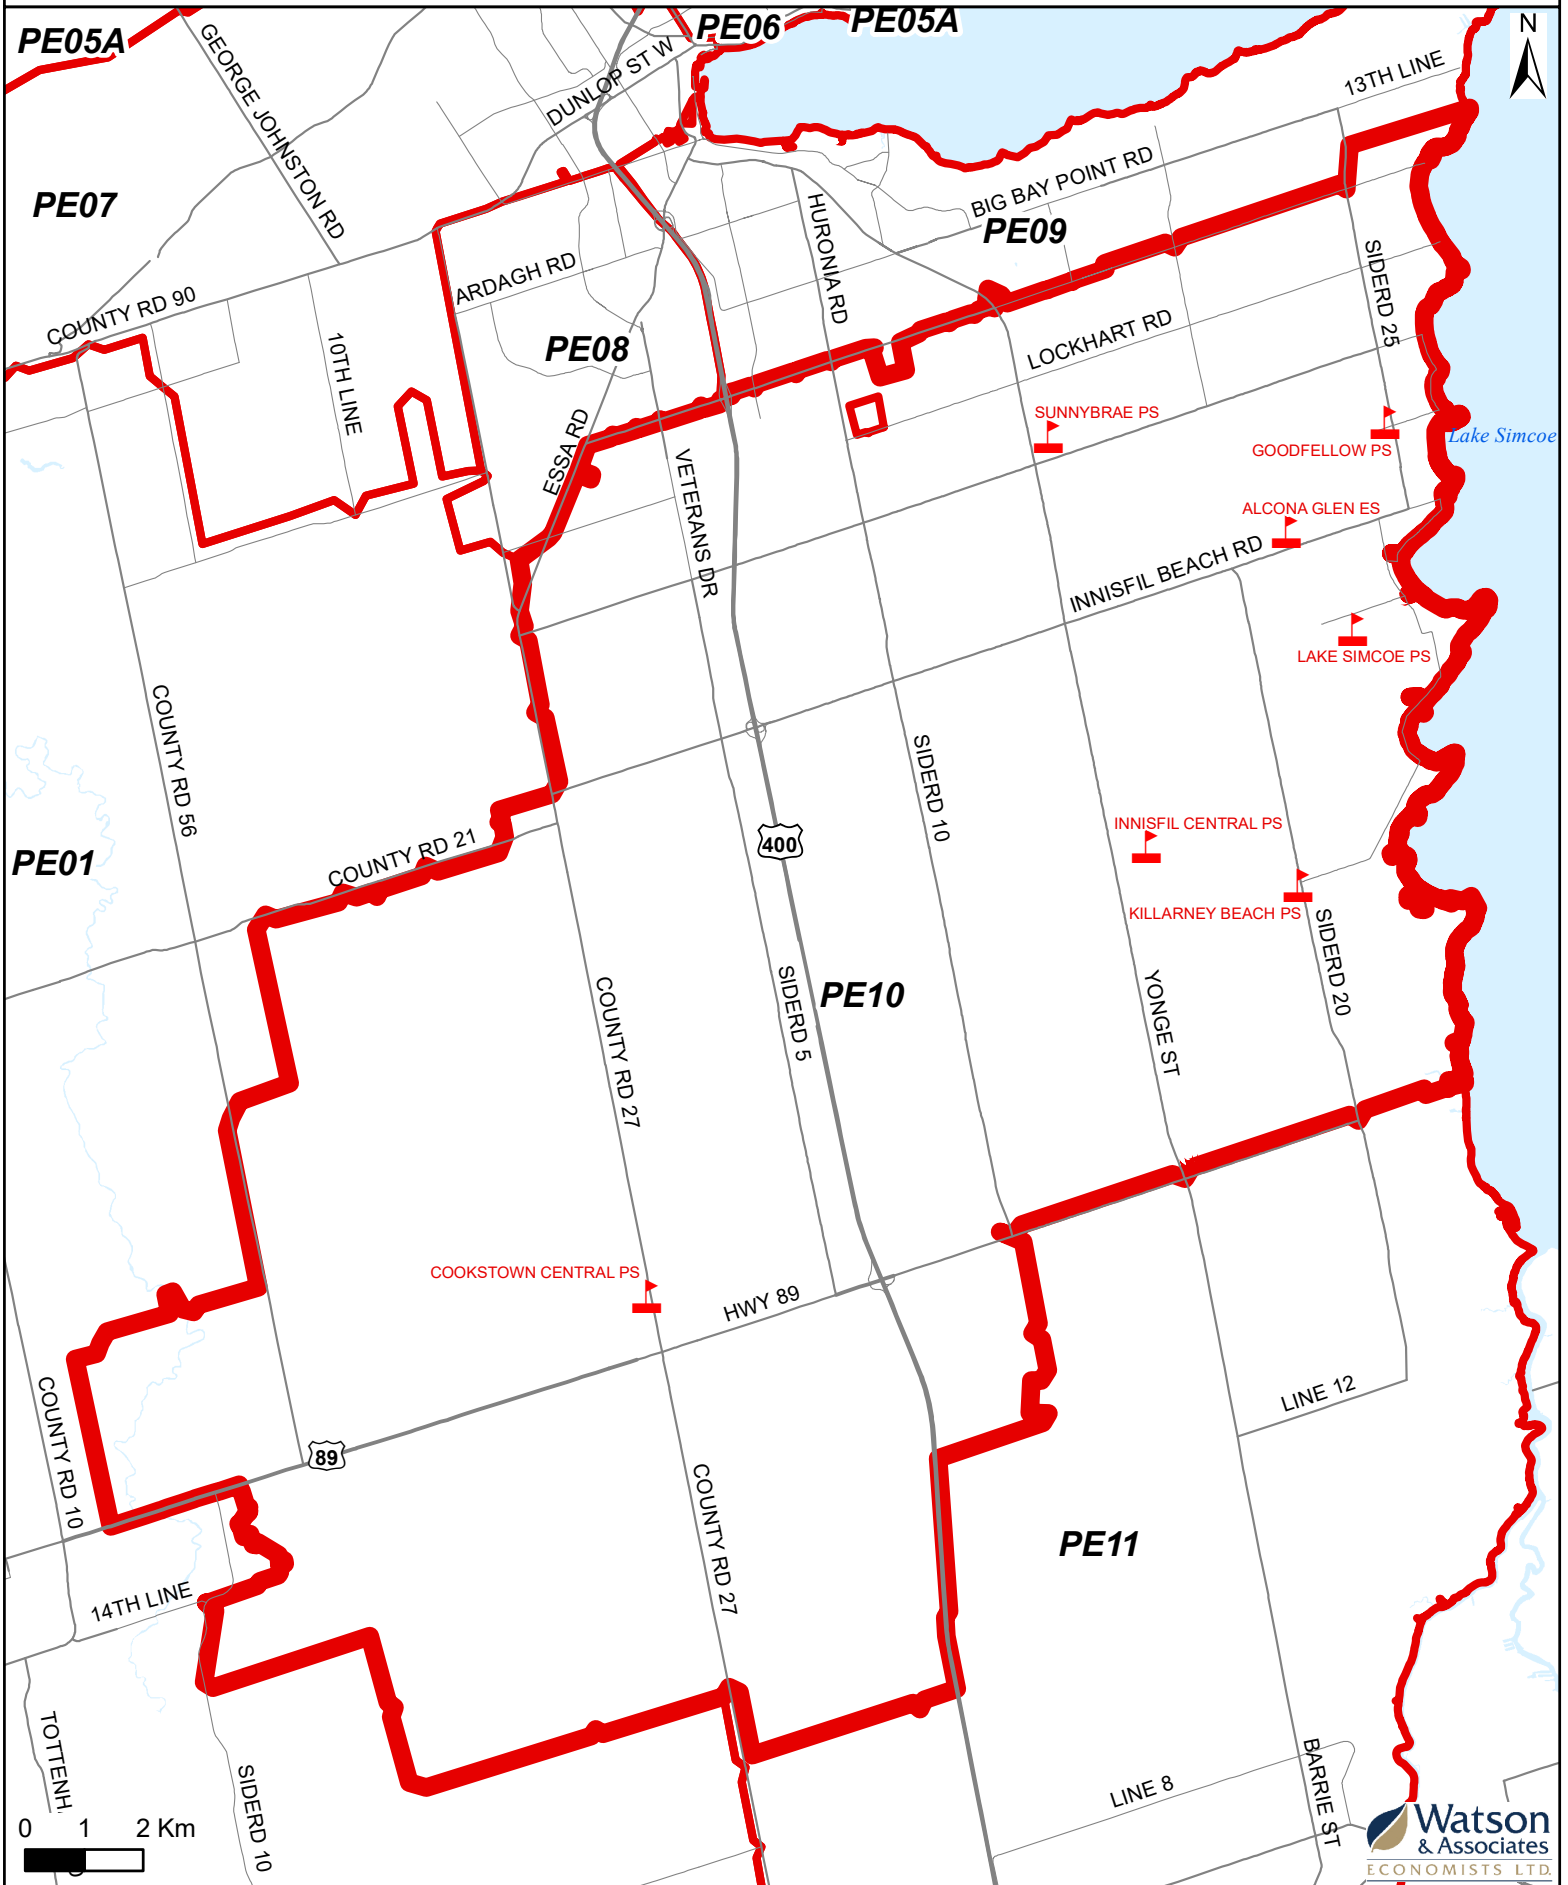 PE05A
PE06
PE05A
N
GEORGE JOHNSTON RD
DUNLOP ST W
13TH LINE
BIG BAY POINT RD
PE07
PE09
HURONIA RD
SIDERD 25
ARDAGH RD
COUNTY RD 90
10TH LINE
PE08
LOCKHART RD
ESSA RD
SUNNYBRAE PS
GOODFELLOW PS
Lake Simcoe
VETERANS DR
ALCONA GLEN ES
INNISFIL BEACH RD
LAKE SIMCOE PS
COUNTY RD 56
SIDERD 10
400
INNISFIL CENTRAL PS
COUNTY RD 21
PE01
KILLARNEY BEACH PS
SIDERD 20
COUNTY RD 27
SIDERD 5
PE10
YONGE ST
COOKSTOWN CENTRAL PS
HWY 89
COUNTY RD 10
LINE 12
89
COUNTY RD 27
PE11
14TH LINE
TOTTENH
SIDERD 10
LINE 8
BARRIE ST
0 1 2 Km
Watson
& Associates
ECONOMISTS LTD.